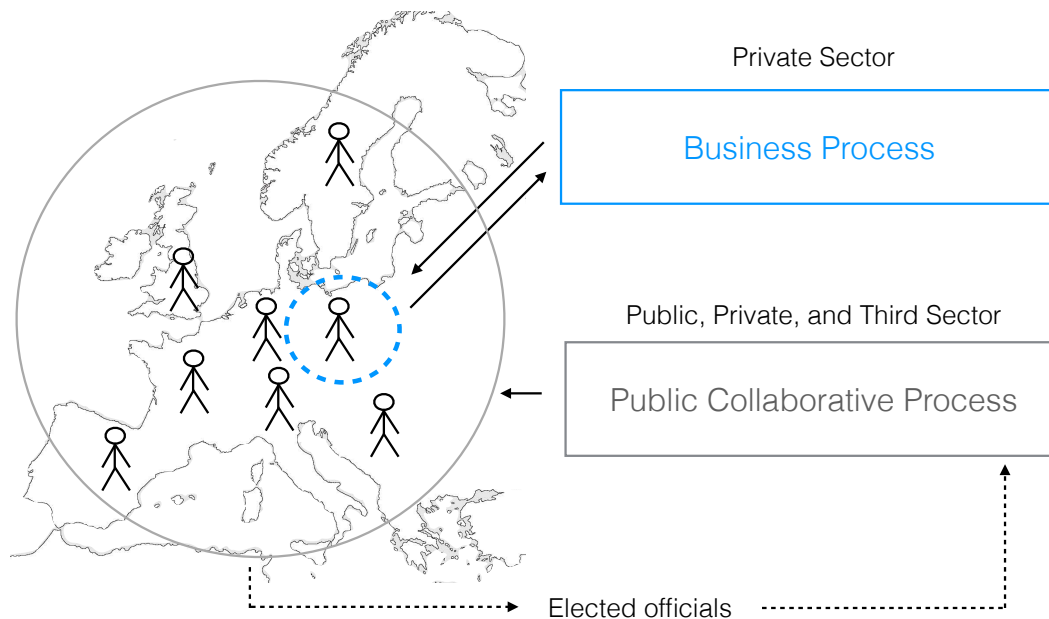 Private Sector
Business Process
Public, Private, and Third Sector
Public Collaborative Process
Elected officials